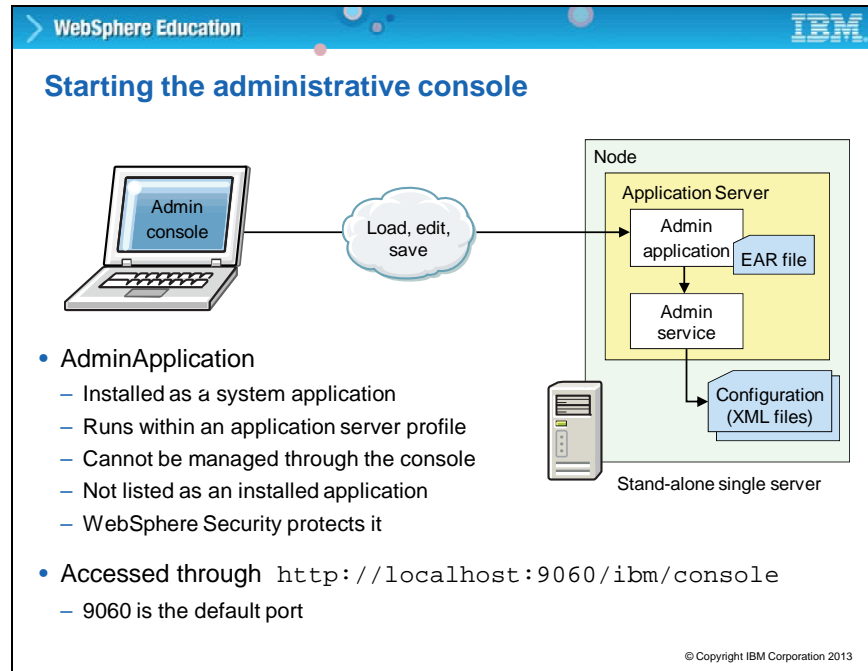 WebSphere Education
IBM
Starting the administrative console
Admin
console
Load, edit,
save
Node
Application Server
Admin
application
EAR file
Admin
service
Configuration
(XML files)
Stand-alone single server
• AdminApplication
– Installed as a system application
– Runs within an application server profile
– Cannot be managed through the console
– Not listed as an installed application
– WebSphere Security protects it
• Accessed through http://localhost:9060/ibm/console
– 9060 is the default port
© Copyright IBM Corporation 2013